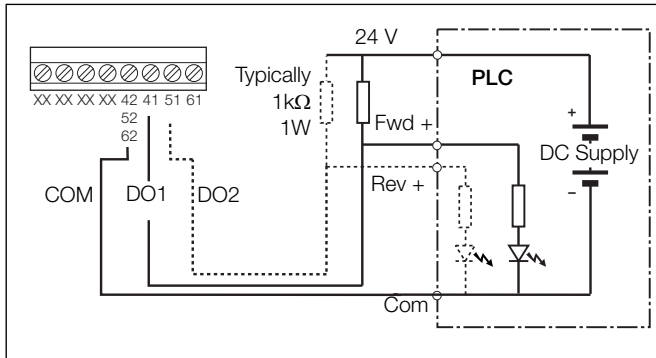 24 V
PLC
Typically
1kΩ
1W
XX XX XX XX 42 41 51 61
52
62
Fwd +
+
DC Supply
–
Rev +
COM
DO1
DO2
Com